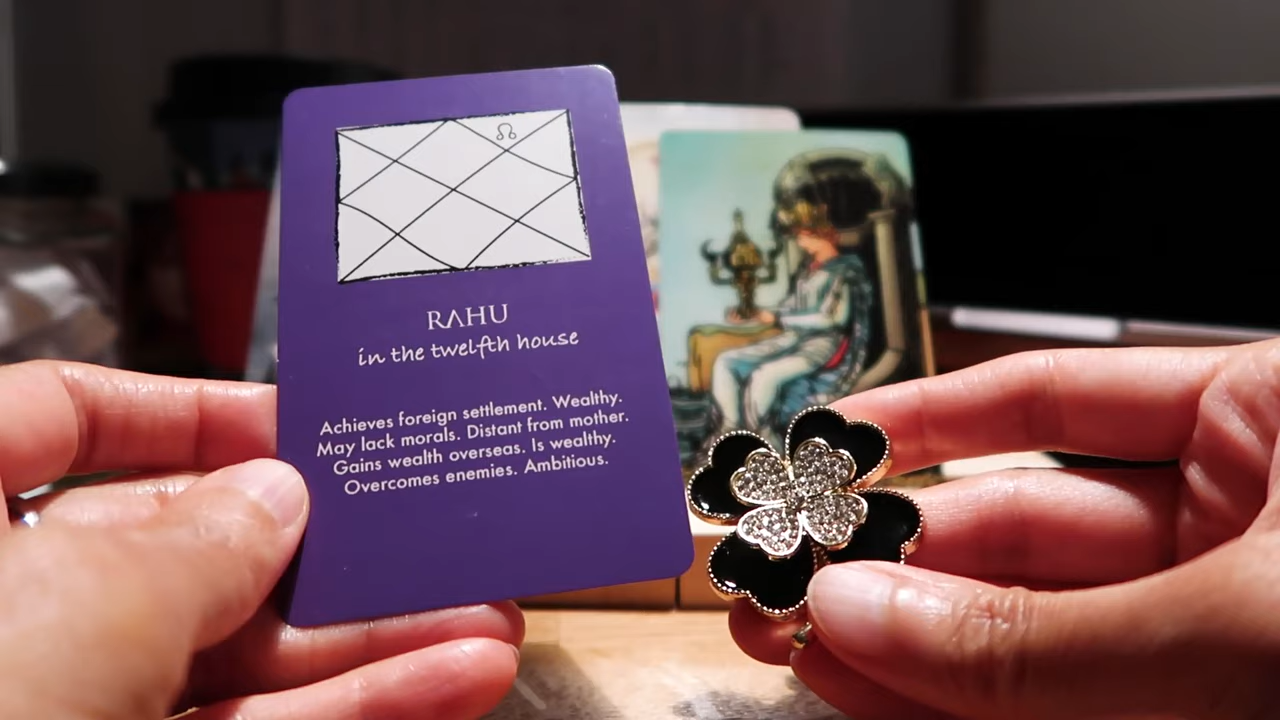 ☊
RAHU
in the twelfth house
Achieves foreign settlement. Wealthy.
May lack morals. Distant from mother.
Gains wealth overseas. Is wealthy.
Overcomes enemies. Ambitious.